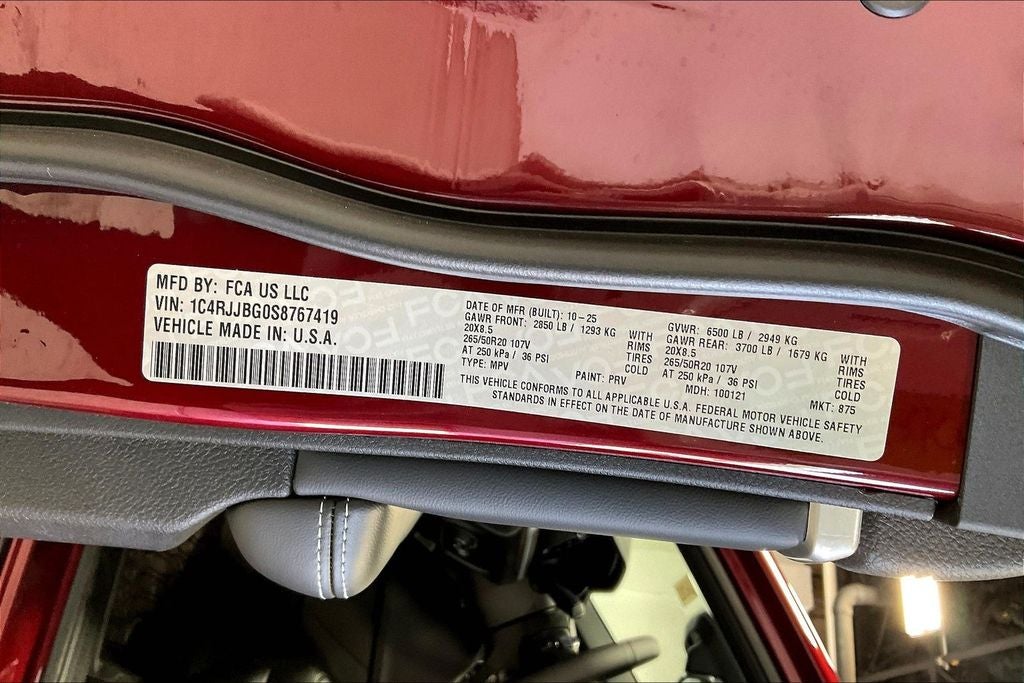 MFD BY: FCA US LLC
VIN: 1C4RJJBG0S8767419
VEHICLE MADE IN: U.S.A.
DATE OF MFR (BUILT): 10-25 GVWR: 6500 LB / 2949 KG
GAWR FRONT: 2850 LB / 1293 KG WITH GAWR REAR: 3700 LB / 1679 KG WITH
20X8.5 RIMS 20X8.5 RIMS
265/50R20 107V TIRES 265/50R20 107V TIRES
AT 250 kPa / 36 PSI COLD AT 250 kPa / 36 PSI COLD
TYPE: MPV PAINT: PRV MDH: 100121 MKT: 875
THIS VEHICLE CONFORMS TO ALL APPLICABLE U.S.A. FEDERAL MOTOR VEHICLE SAFETY
STANDARDS IN EFFECT ON THE DATE OF MANUFACTURE SHOWN ABOVE.